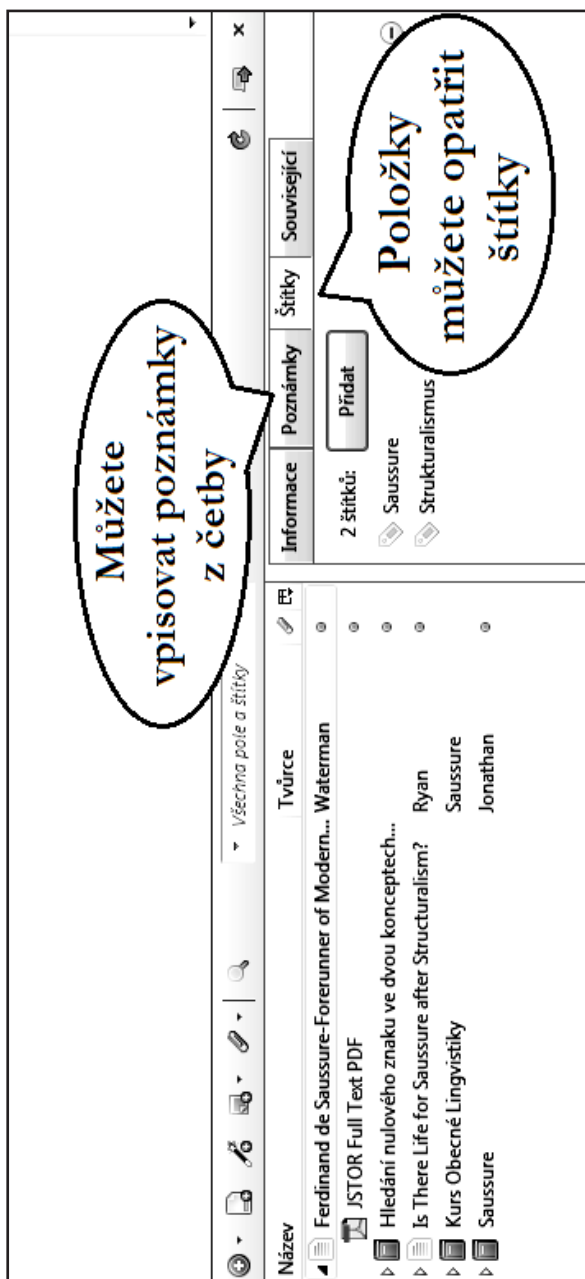 Můžete
vpisovat poznámky
z četby
Všechna pole a štítky
Název Tvůrce
Ferdinand de Saussure-Forerunner of Modern... Waterman
JSTOR Full Text PDF
Hledání nulového znaku ve dvou konceptech...
Is There Life for Saussure after Structuralism? Ryan
Kurs Obecné Lingvistiky Saussure
Saussure Jonathan
Informace Poznámky Štítky Související
2 štítků: Přidat
Saussure
Strukturalismus
Položky
můžete opatřit
štítky